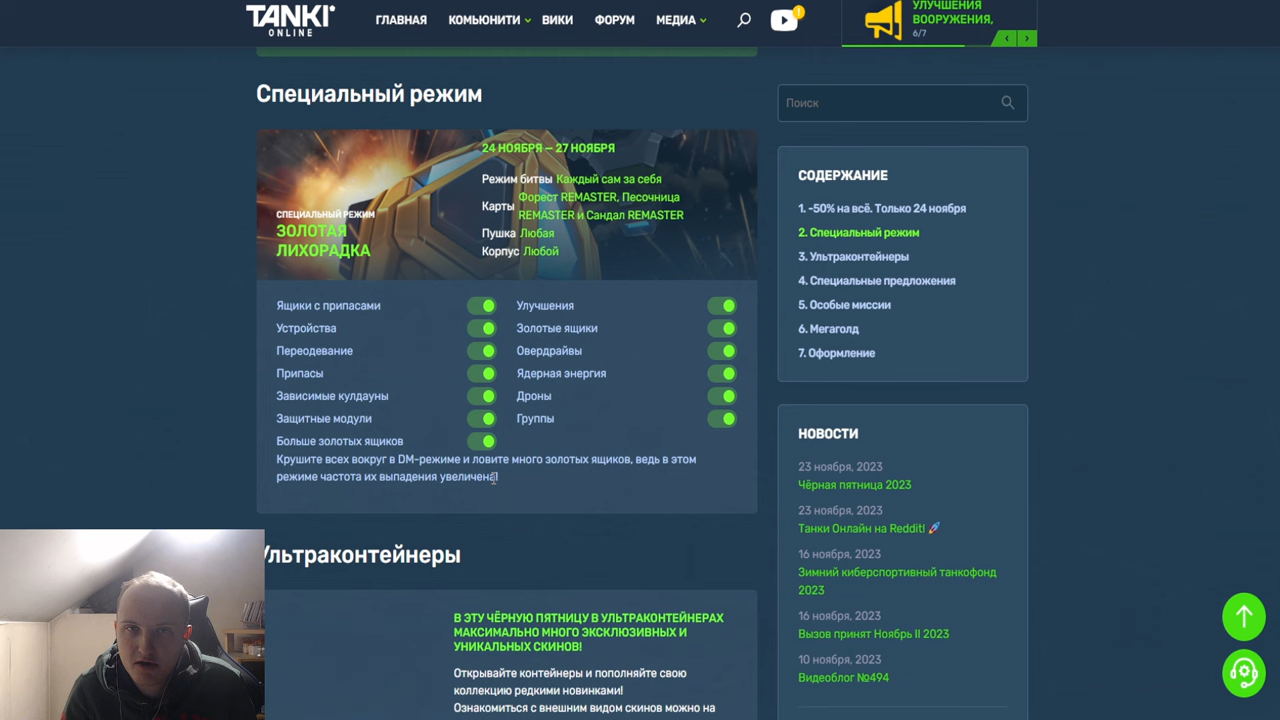 TANKI
ONLINE
ГЛАВНАЯ
КОМЬЮНИТИ
ВИКИ
ФОРУМ
МЕДИА
1
УЛУЧШЕНИЯ
ВООРУЖЕНИЯ,
6/7
Специальный режим
24 НОЯБРЯ — 27 НОЯБРЯ
Режим битвы Каждый сам за себя
Карты Форест REMASTER, Песочница
REMASTER и Сандал REMASTER
Пушка Любая
Корпус Любой
СПЕЦИАЛЬНЫЙ РЕЖИМ
ЗОЛОТАЯ
ЛИХОРАДКА
Ящики с припасами
Улучшения
Устройства
Золотые ящики
Переодевание
Овердрайвы
Припасы
Ядерная энергия
Зависимые кулдауны
Дроны
Защитные модули
Группы
Больше золотых ящиков
Крушите всех вокруг в DM-режиме и ловите много золотых ящиков, ведь в этом
режиме частота их выпадения увеличена!
Ультраконтейнеры
В ЭТУ ЧЁРНУЮ ПЯТНИЦУ В УЛЬТРАКОНТЕЙНЕРАХ
МАКСИМАЛЬНО МНОГО ЭКСКЛЮЗИВНЫХ И
УНИКАЛЬНЫХ СКИНОВ!
Открывайте контейнеры и пополняйте свою
коллекцию редкими новинками!
Ознакомиться с внешним видом скинов можно на
Поиск
СОДЕРЖАНИЕ
1. -50% на всё. Только 24 ноября
2. Специальный режим
3. Ультраконтейнеры
4. Специальные предложения
5. Особые миссии
6. Мегаголд
7. Оформление
НОВОСТИ
23 ноября, 2023
Чёрная пятница 2023
23 ноября, 2023
Танки Онлайн на Reddit! 🚀
16 ноября, 2023
Зимний киберспортивный танкофонд
2023
16 ноября, 2023
Вызов принят Ноябрь II 2023
10 ноября, 2023
Видеоблог №494